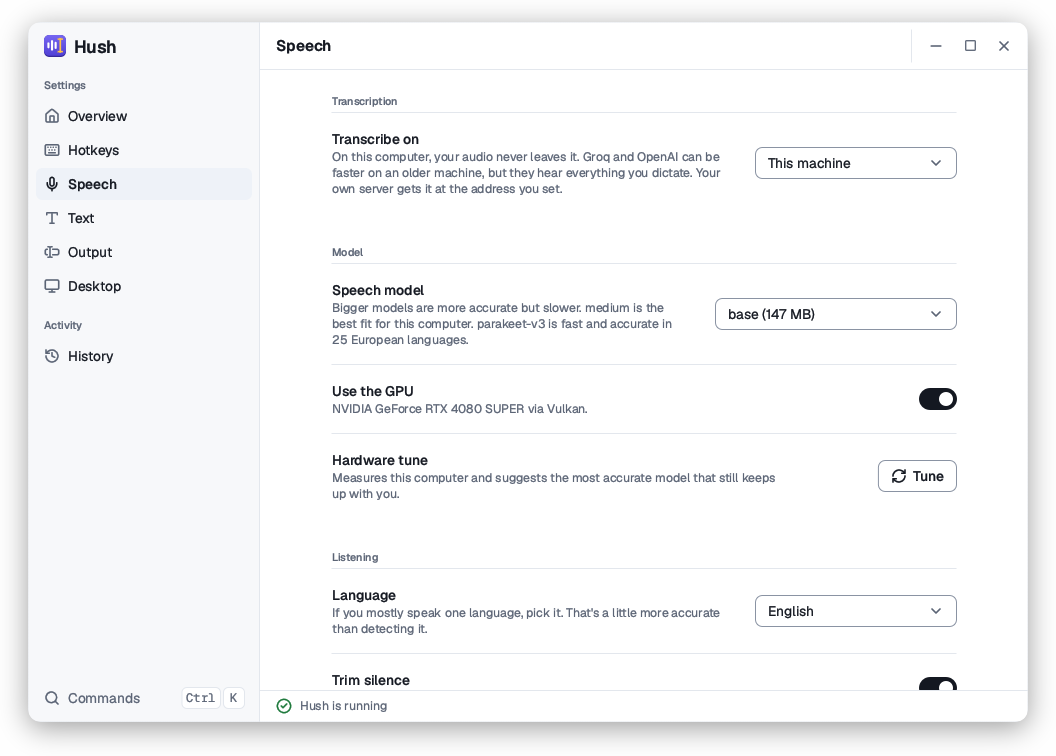 Hush
Speech
Settings
Overview
Hotkeys
Speech
Text
Output
Desktop
Activity
History
Commands
Ctrl K
Transcription
Transcribe on
On this computer, your audio never leaves it. Groq and OpenAI can be
faster on an older machine, but they hear everything you dictate. Your
own server gets it at the address you set.
This machine
Model
Speech model
Bigger models are more accurate but slower. medium is the
best fit for this computer. parakeet-v3 is fast and accurate in
25 European languages.
base (147 MB)
Use the GPU
NVIDIA GeForce RTX 4080 SUPER via Vulkan.
Hardware tune
Measures this computer and suggests the most accurate model that still keeps
up with you.
Tune
Listening
Language
If you mostly speak one language, pick it. That's a little more accurate
than detecting it.
English
Trim silence
Hush is running